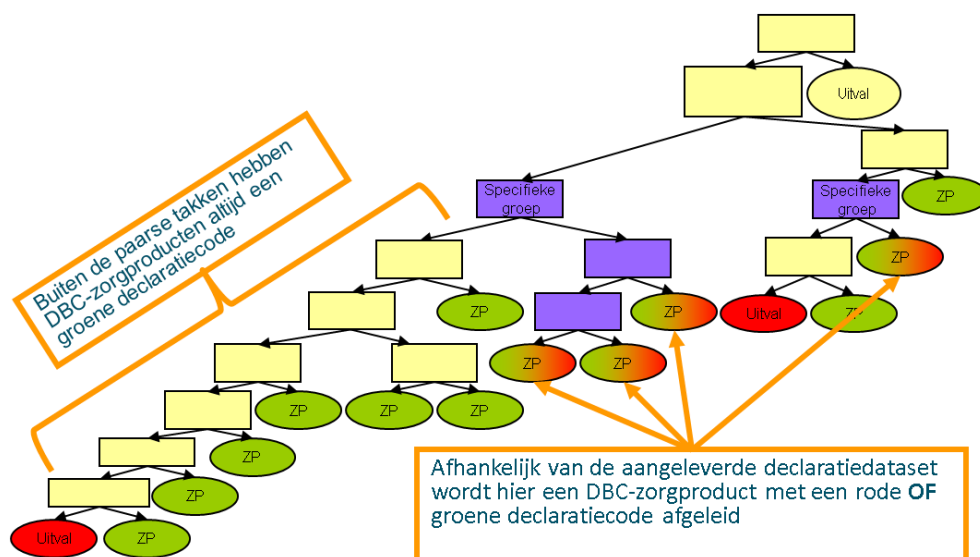 Uitval
Buiten de paarse takken hebben
DBC-zorgproducten altijd een
groene declaratiecode
Specifieke
groep
Specifieke
groep
ZP
ZP
ZP
ZP
Uitval
ZP
ZP
ZP
ZP
ZP
ZP
ZP
ZP
Uitval
ZP
Afhankelijk van de aangeleverde declaratiedataset
wordt hier een DBC-zorgproduct met een rode OF
groene declaratiecode afgeleid